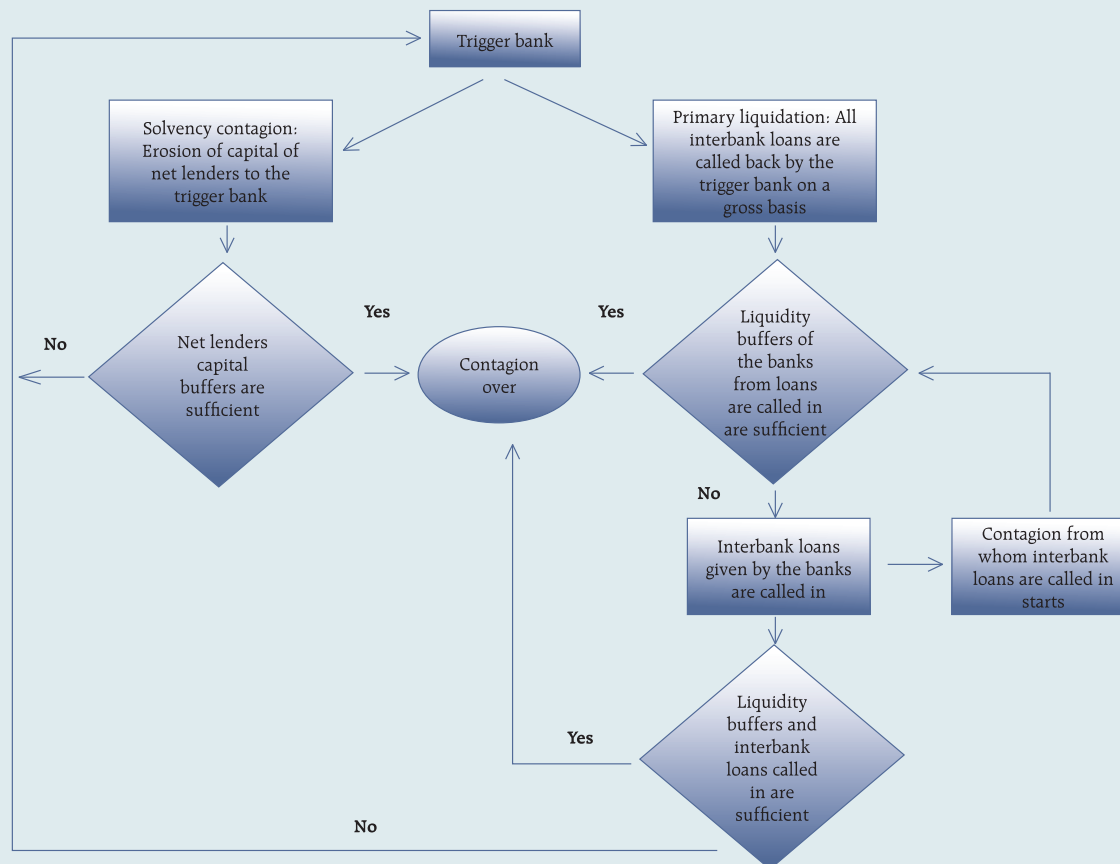 Trigger bank
Solvency contagion:
Erosion of capital of
net lenders to the
trigger bank
Primary liquidation: All
interbank loans are
called back by the
trigger bank on a
gross basis
No
Net lenders
capital
buffers are
sufficient
Yes
Contagion
over
Yes
Liquidity
buffers of
the banks
from loans
are called in
are sufficient
No
Interbank loans
given by the banks
are called in
Contagion from
whom interbank
loans are called in
starts
Yes
Liquidity
buffers and
interbank
loans called
in are
sufficient
No